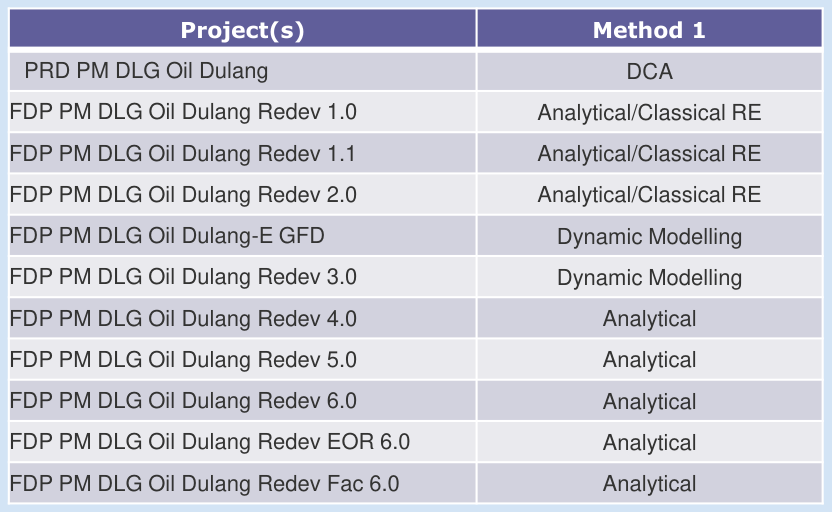 Project(s) Method 1
PRD PM DLG Oil Dulang DCA
FDP PM DLG Oil Dulang Redev 1.0 Analytical/Classical RE
FDP PM DLG Oil Dulang Redev 1.1 Analytical/Classical RE
FDP PM DLG Oil Dulang Redev 2.0 Analytical/Classical RE
FDP PM DLG Oil Dulang-E GFD Dynamic Modelling
FDP PM DLG Oil Dulang Redev 3.0 Dynamic Modelling
FDP PM DLG Oil Dulang Redev 4.0 Analytical
FDP PM DLG Oil Dulang Redev 5.0 Analytical
FDP PM DLG Oil Dulang Redev 6.0 Analytical
FDP PM DLG Oil Dulang Redev EOR 6.0 Analytical
FDP PM DLG Oil Dulang Redev Fac 6.0 Analytical